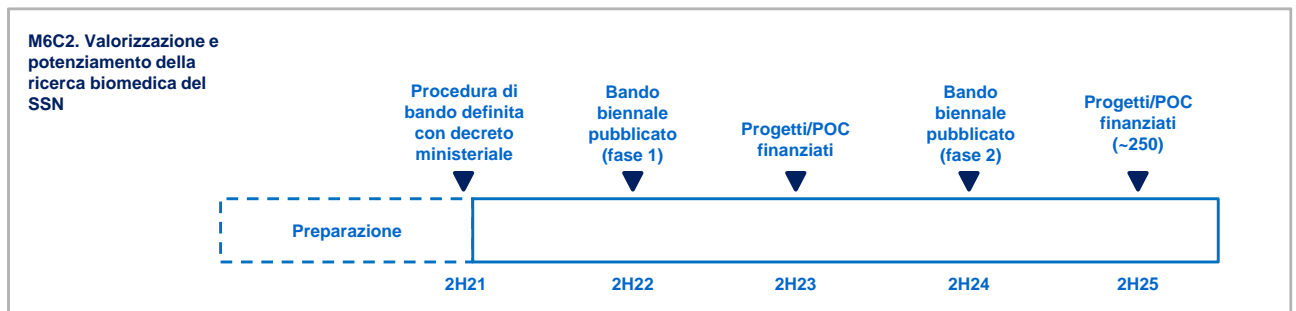 M6C2. Valorizzazione e
potenziamento della
ricerca biomedica del
SSN
Procedura di
bando definita
con decreto
ministeriale
Bando
biennale
pubblicato
(fase 1)
Progetti/POC
finanziati
Bando
biennale
pubblicato
(fase 2)
Progetti/POC
finanziati
(~250)
Preparazione
2H21
2H22
2H23
2H24
2H25